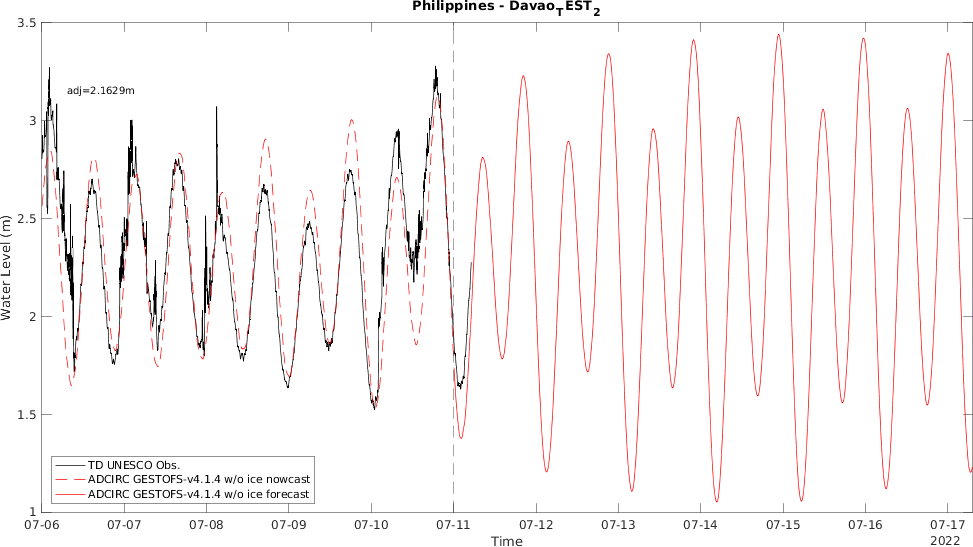 Philippines - Davao_TEST_2
3.5
adj=2.1629m
3
2.5
2
1.5
1
Water Level (m)
TD UNESCO Obs.
ADCIRC GESTOFS-v4.1.4 w/o ice nowcast
ADCIRC GESTOFS-v4.1.4 w/o ice forecast
07-06 07-07 07-08 07-09 07-10 07-11 07-12 07-13 07-14 07-15 07-16 07-17
Time
2022